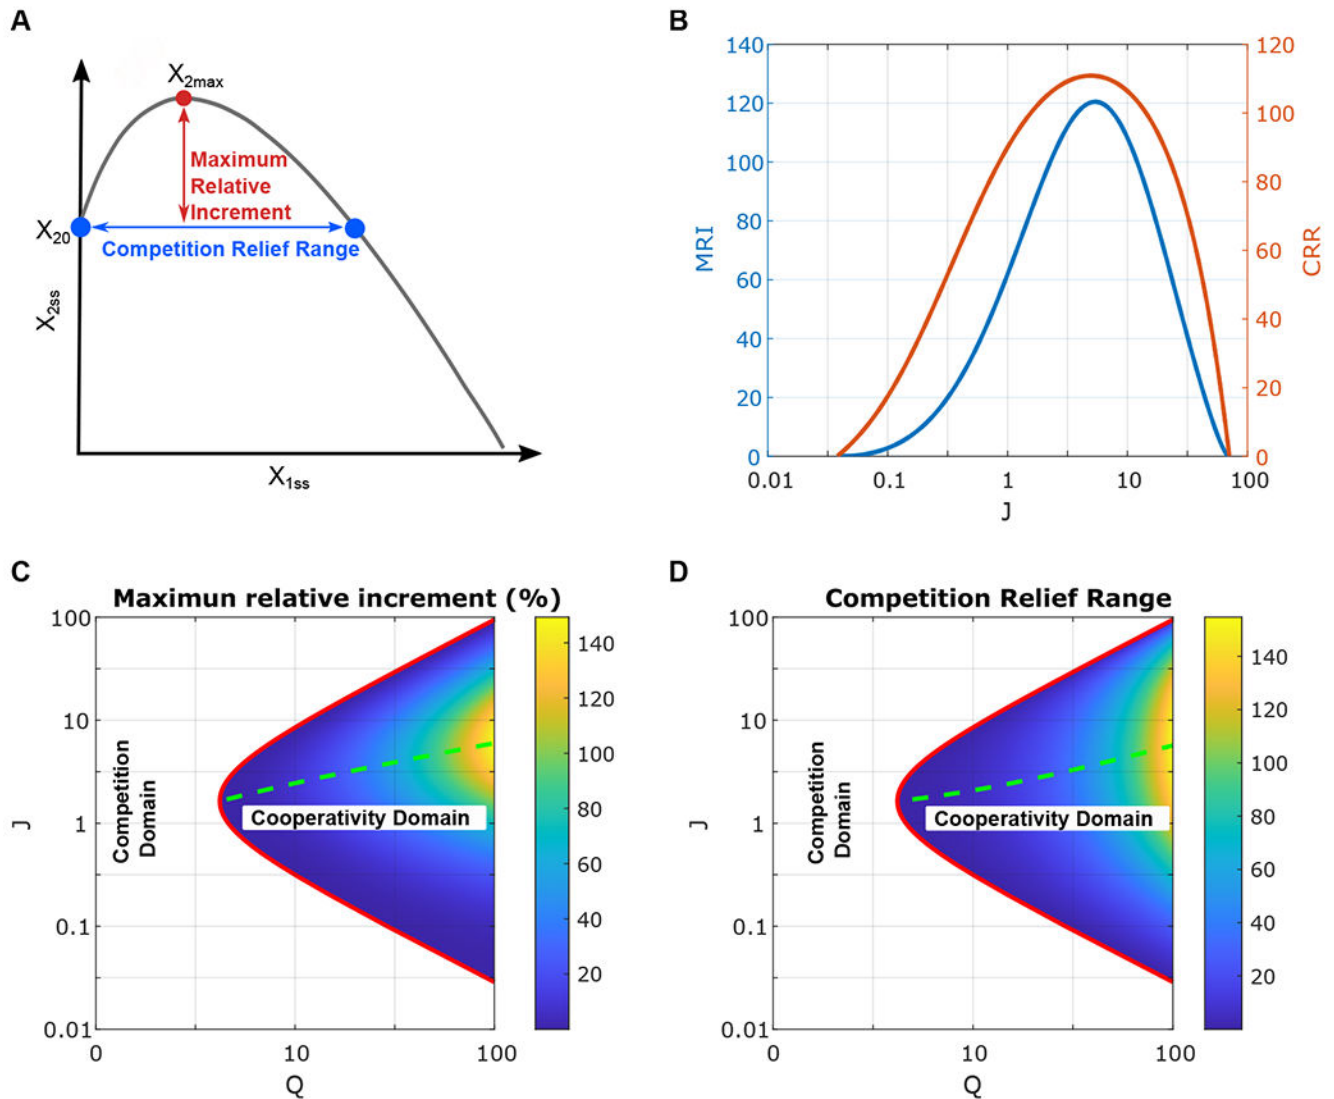 A
X2max
Maximum
Relative
Increment
X20
Competition Relief Range
X2ss
X1ss
B
140
120
100
80
60
40
20
0
MRI
120
100
80
60
40
20
0
CRR
0.01
0.1
1
10
100
J
C
Maximun relative increment (%)
100
10
1
0.1
0.01
J
Competition
Domain
Cooperativity Domain
0
10
100
Q
140
120
100
80
60
40
20
D
Competition Relief Range
100
10
1
0.1
0.01
J
Competition
Domain
Cooperativity Domain
0
10
100
Q
140
120
100
80
60
40
20